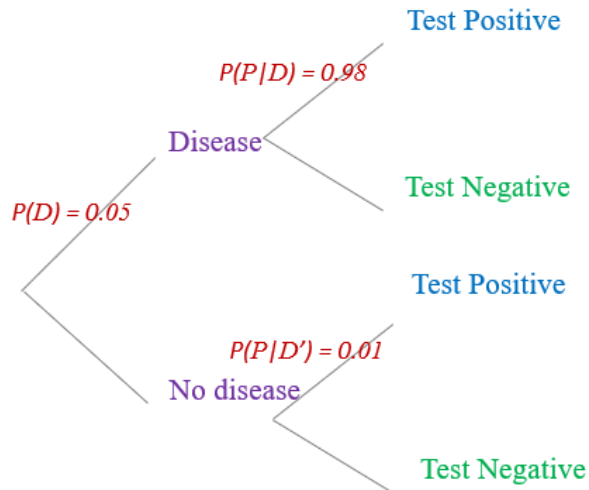 Test Positive
P(P|D) = 0.98
Disease
Test Negative
P(D) = 0.05
Test Positive
P(P|D′) = 0.01
No disease
Test Negative